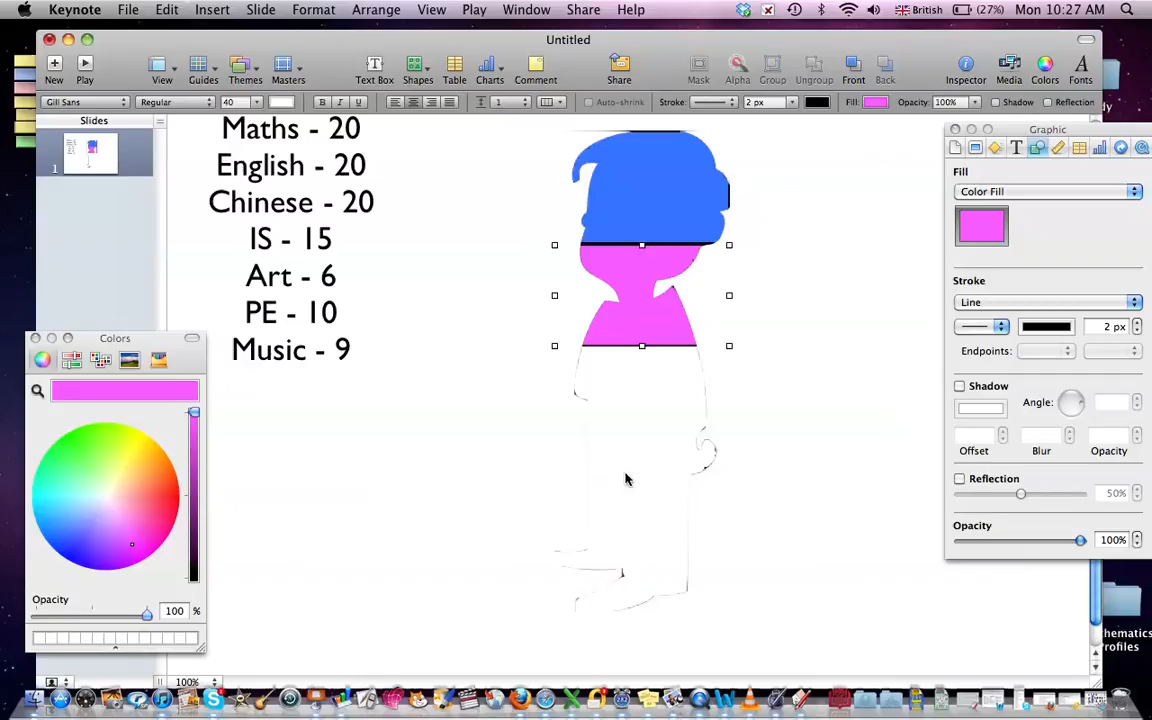 Keynote File Edit Insert Slide Format Arrange View Play Window Share Help British (27%) Mon 10:27 AM
Untitled
New Play View Guides Themes Masters Text Box Shapes Table Charts Comment Share Mask Alpha Group Ungroup Front Back Inspector Media Colors Fonts
Gill Sans Regular 40 B I U 1 Auto-shrink Stroke: 2 px Fill: Opacity: 100% Shadow Reflection
Slides
1
Maths - 20
English - 20
Chinese - 20
IS - 15
Art - 6
PE - 10
Music - 9
Colors
Opacity
100 %
Graphic
Fill
Color Fill
Stroke
Line
2 px
Endpoints:
Shadow
Angle:
Offset Blur Opacity
Reflection
50%
Opacity
100%
100%